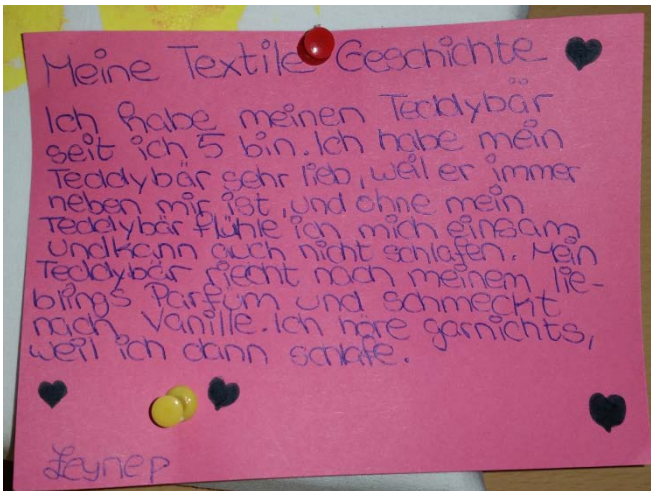 Meine Textile Geschichte
Ich habe meinen Teddybär
seit ich 5 bin. Ich habe mein
Teddybär sehr lieb, weil er immer
neben mir ist, und ohne mein
Teddybär flühle ich mich einsam
und kann auch nicht schlafen. Mein
Teddybär riecht nach meinem lie-
blings Parfum und schmeckt
nach Vanille. Ich höre garnichts,
weil ich dann schlafe.
Zeynep